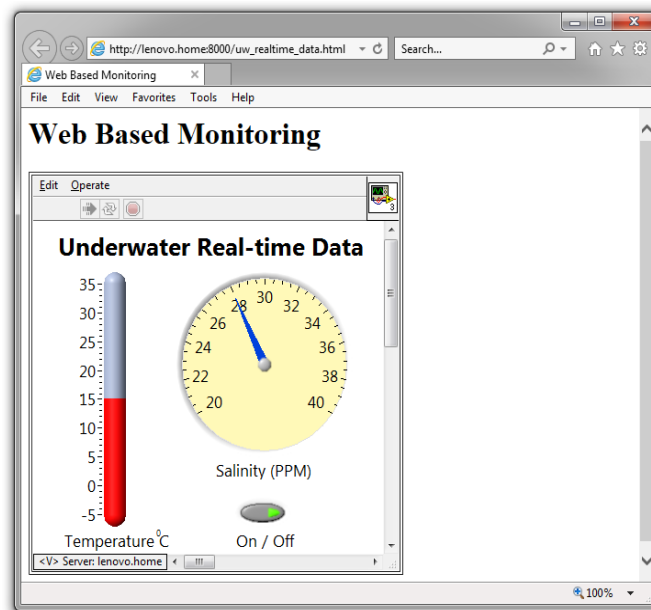 http://lenovo.home:8000/uw_realtime_data.html
Search...
Web Based Monitoring
File Edit View Favorites Tools Help
Web Based Monitoring
Edit Operate
3
Underwater Real-time Data
35
30
25
20
15
10
5
0
-5
Temperature ⁰C
20
22
24
26
28
30
32
34
36
38
40
Salinity (PPM)
On / Off
<V> Server: lenovo.home
100%